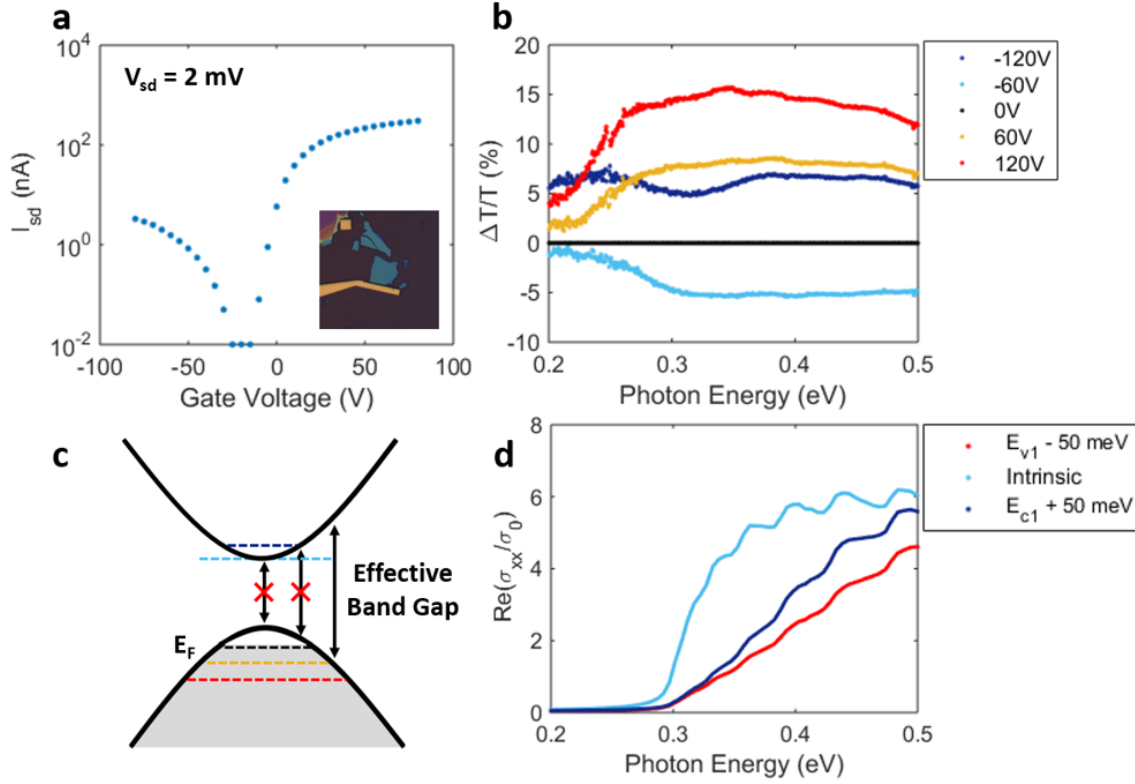 a
10^4
10^2
10^0
10^-2
I_sd (nA)
V_sd = 2 mV
-100
-50
0
50
100
Gate Voltage (V)
b
20
15
10
5
0
-5
-10
ΔT/T (%)
0.2
0.3
0.4
0.5
Photon Energy (eV)
-120V
-60V
0V
60V
120V
c
E_F
Effective
Band Gap
d
8
6
4
2
0
Re(σ_xx/σ_0)
0.2
0.3
0.4
0.5
Photon Energy (eV)
E_v1 - 50 meV
Intrinsic
E_c1 + 50 meV